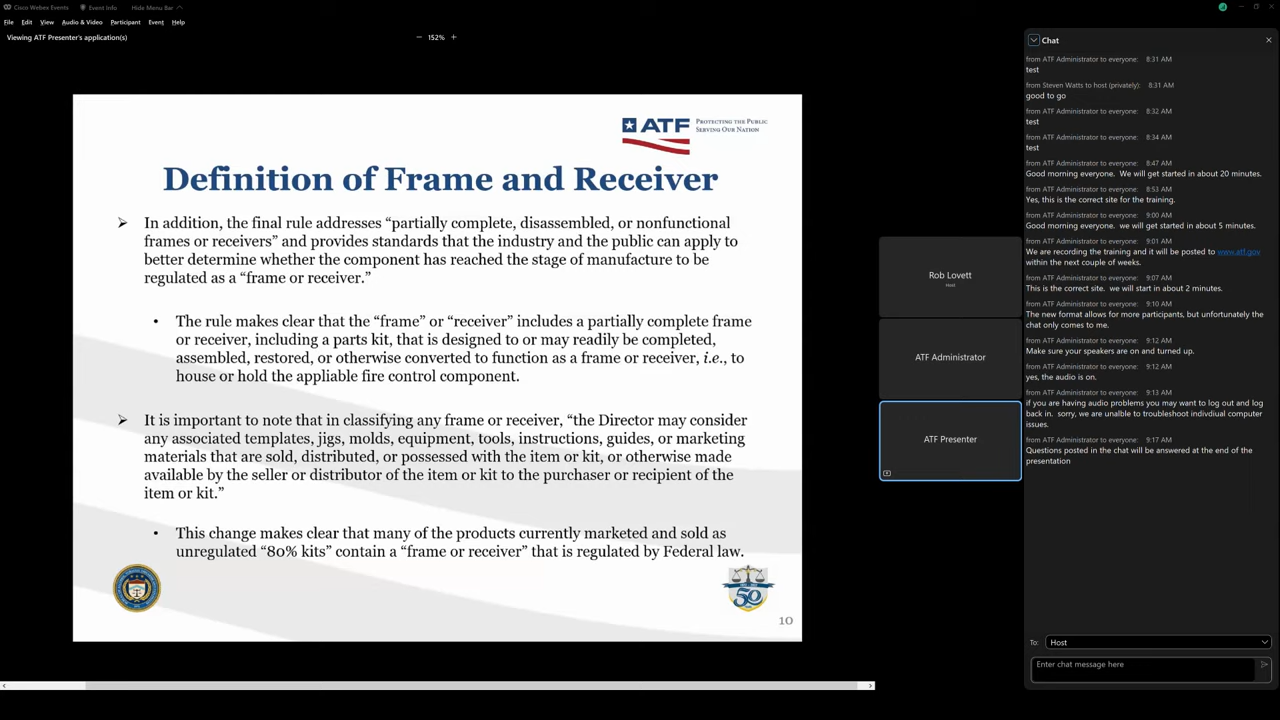 Cisco Webex Events
Event Info
Hide Menu Bar
File Edit View Audio & Video Participant Event Help
Viewing ATF Presenter's application(s)
152%
ATF
PROTECTING THE PUBLIC
SERVING OUR NATION
Definition of Frame and Receiver
In addition, the final rule addresses “partially complete, disassembled, or nonfunctional
frames or receivers” and provides standards that the industry and the public can apply to
better determine whether the component has reached the stage of manufacture to be
regulated as a “frame or receiver.”
• The rule makes clear that the “frame” or “receiver” includes a partially complete frame
or receiver, including a parts kit, that is designed to or may readily be completed,
assembled, restored, or otherwise converted to function as a frame or receiver, i.e., to
house or hold the appliable fire control component.
It is important to note that in classifying any frame or receiver, “the Director may consider
any associated templates, jigs, molds, equipment, tools, instructions, guides, or marketing
materials that are sold, distributed, or possessed with the item or kit, or otherwise made
available by the seller or distributor of the item or kit to the purchaser or recipient of the
item or kit.”
• This change makes clear that many of the products currently marketed and sold as
unregulated “80% kits” contain a “frame or receiver” that is regulated by Federal law.
50
10
Rob Lovett
Host
ATF Administrator
ATF Presenter
Chat
from ATF Administrator to everyone: 8:31 AM
test
from Steven Watts to host (privately): 8:31 AM
good to go
from ATF Administrator to everyone: 8:32 AM
test
from ATF Administrator to everyone: 8:34 AM
test
from ATF Administrator to everyone: 8:47 AM
Good morning everyone. We will get started in about 20 minutes.
from ATF Administrator to everyone: 8:53 AM
Yes, this is the correct site for the training.
from ATF Administrator to everyone: 9:00 AM
Good morning everyone. we will get started in about 5 minutes.
from ATF Administrator to everyone: 9:01 AM
We are recording the training and it will be posted to www.atf.gov
within the next couple of weeks.
from ATF Administrator to everyone: 9:07 AM
This is the correct site. we will start in about 2 minutes.
from ATF Administrator to everyone: 9:10 AM
The new format allows for more participants, but unfortunately the
chat only comes to me.
from ATF Administrator to everyone: 9:12 AM
Make sure your speakers are on and turned up.
from ATF Administrator to everyone: 9:12 AM
yes, the audio is on.
from ATF Administrator to everyone: 9:13 AM
if you are having audio problems you may want to log out and log
back in. sorry, we are unalble to troubleshoot indivdiual computer
issues.
from ATF Administrator to everyone: 9:17 AM
Questions posted in the chat will be answered at the end of the
presentation
To: Host
Enter chat message here